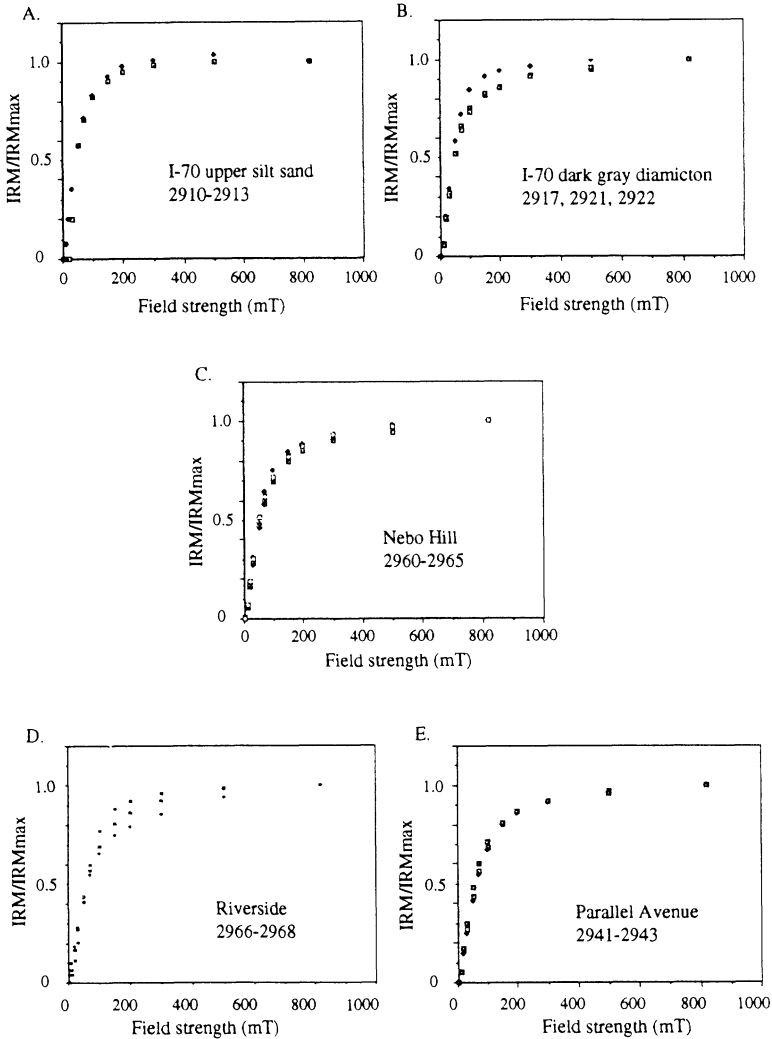 A.
IRM/IRMmax
1.0
0.5
0
I-70 upper silt sand
2910-2913
0 200 400 600 800 1000
Field strength (mT)
B.
IRM/IRMmax
1.0
0.5
0
I-70 dark gray diamicton
2917, 2921, 2922
0 200 400 600 800 1000
Field strength (mT)
C.
IRM/IRMmax
1.0
0.5
0
Nebo Hill
2960-2965
0 200 400 600 800 1000
Field strength (mT)
D.
IRM/IRMmax
1.0
0.5
0
Riverside
2966-2968
0 200 400 600 800 1000
Field strength (mT)
E.
IRM/IRMmax
1.0
0.5
0
Parallel Avenue
2941-2943
0 200 400 600 800 1000
Field strength (mT)